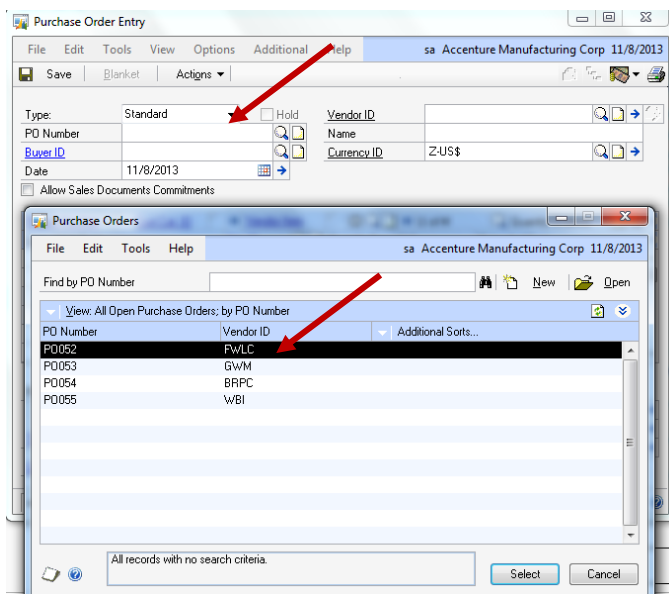 Purchase Order Entry
File Edit Tools View Options Additional Help sa Accenture Manufacturing Corp 11/8/2013
Save Blanket Actions
Type: Standard Hold Vendor ID
PO Number Name
Buyer ID Currency ID Z-US$
Date 11/8/2013
Allow Sales Documents Commitments
Purchase Orders
File Edit Tools Help sa Accenture Manufacturing Corp 11/8/2013
Find by PO Number New Open
View: All Open Purchase Orders; by PO Number
PO Number Vendor ID Additional Sorts...
PO052 FWLC
PO053 GWM
PO054 BRPC
PO055 WBI
All records with no search criteria.
Select Cancel